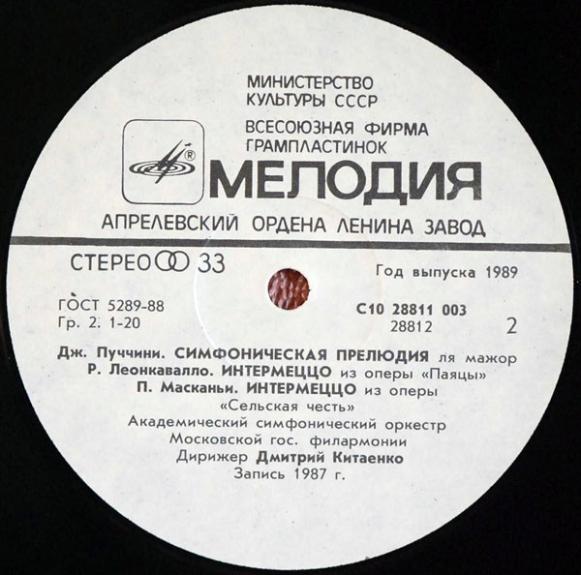 МИНИСТЕРСТВО
КУЛЬТУРЫ СССР
ВСЕСОЮЗНАЯ ФИРМА
ГРАМПЛАСТИНОК
®
МЕЛОДИЯ
АПРЕЛЕВСКИЙ ОРДЕНА ЛЕНИНА ЗАВОД
СТЕРЕО 33
Год выпуска 1989
ГОСТ 5289-88
Гр. 2. 1-20
С10 28811 003
28812
2
Дж. Пуччини. СИМФОНИЧЕСКАЯ ПРЕЛЮДИЯ ля мажор
Р. Леонкавалло. ИНТЕРМЕЦЦО из оперы «Паяцы»
П. Масканьи. ИНТЕРМЕЦЦО из оперы
«Сельская честь»
Академический симфонический оркестр
Московской гос. филармонии
Дирижер Дмитрий Китаенко
Запись 1987 г.